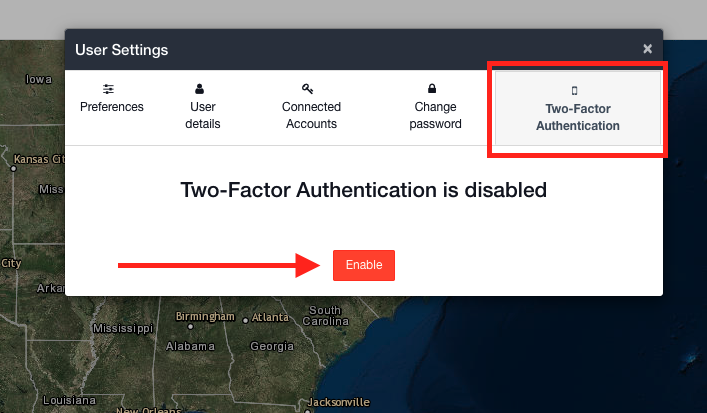 Iowa
User Settings ×
Preferences
User
details
Connected
Accounts
Change
password
Two-Factor
Authentication
Kansas Cit
Miss
Two-Factor Authentication is disabled
City
Enable
Arka
South
Carolina
Mississippi
Birmingham
Atlanta
Alabama
Georgia
Louisiana
Jacksonville
New Orleans